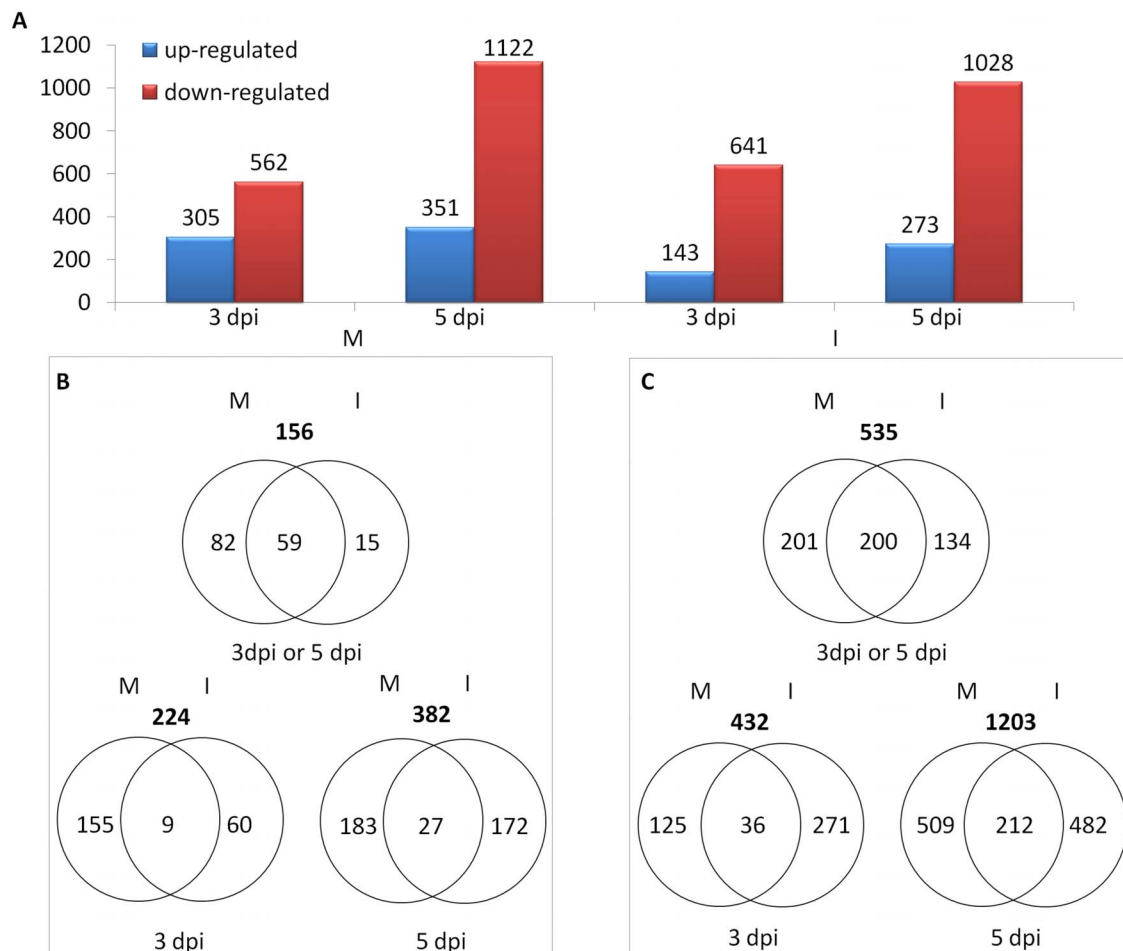 A
1200
1000
800
600
400
200
0
up-regulated
down-regulated
305
562
351
1122
143
641
273
1028
3 dpi
5 dpi
3 dpi
5 dpi
M
I
B
M I
156
82 59 15
3dpi or 5 dpi
M I
224
155 9 60
3 dpi
M I
382
183 27 172
5 dpi
C
M I
535
201 200 134
3dpi or 5 dpi
M I
432
125 36 271
3 dpi
M I
1203
509 212 482
5 dpi